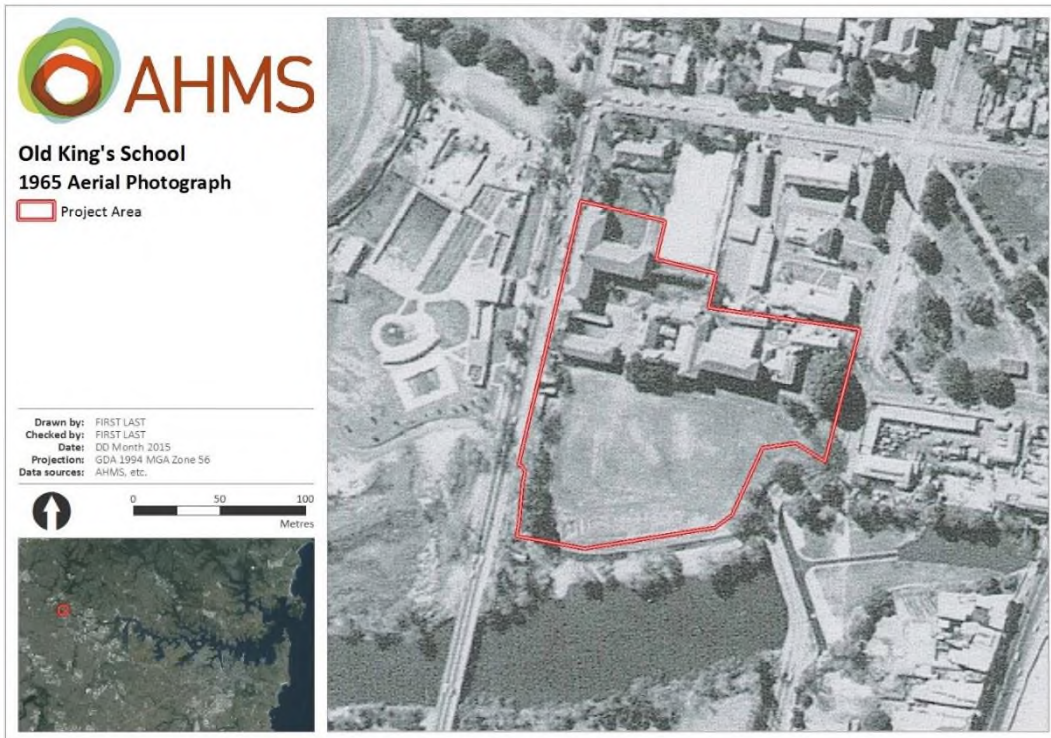 AHMS
Old King's School
1965 Aerial Photograph
Project Area
Drawn by: FIRST LAST
Checked by: FIRST LAST
Date: DD Month 2015
Projection: GDA 1994 MGA Zone 56
Data sources: AHMS, etc.
0 50 100
Metres